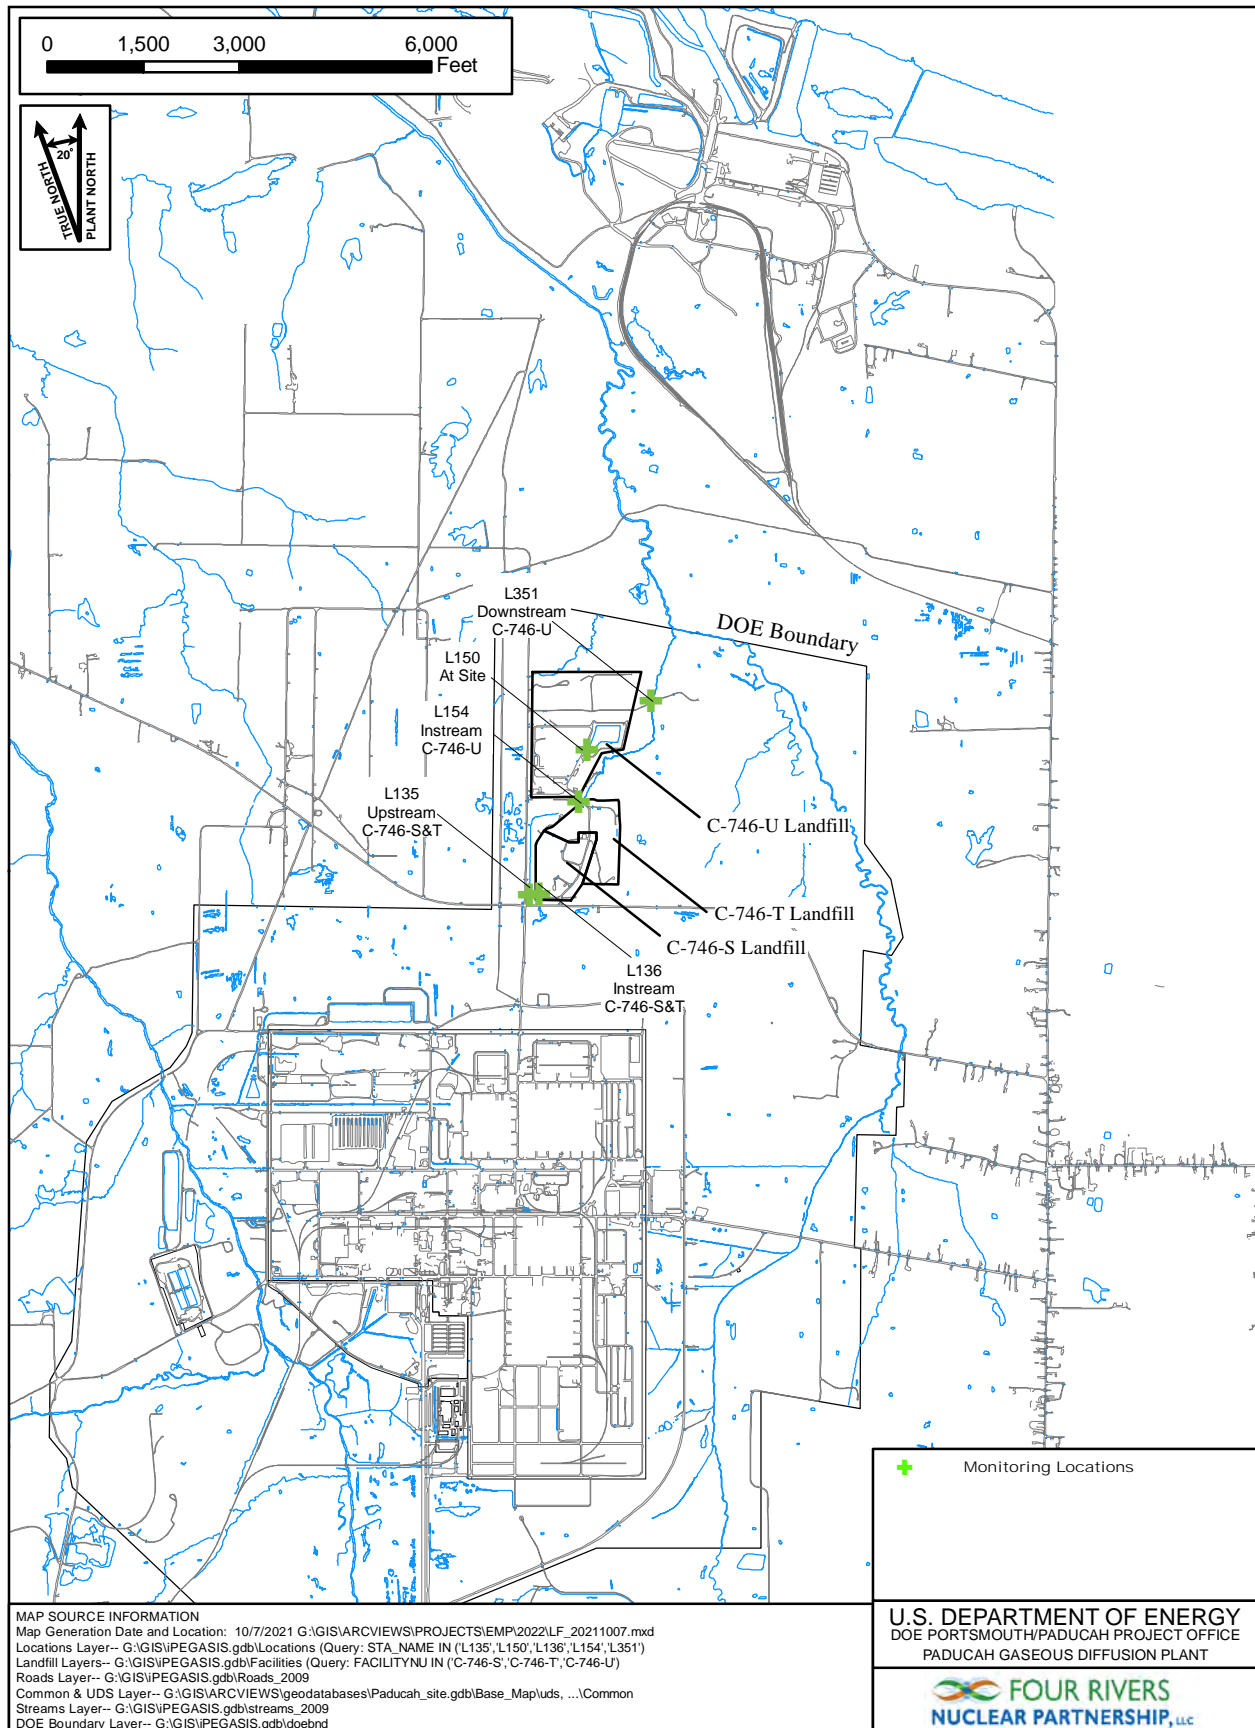 0 1,500 3,000 6,000
Feet
TRUE NORTH
20°
PLANT NORTH
L351
Downstream
C-746-U
DOE Boundary
L150
At Site
L154
Instream
C-746-U
L135
Upstream
C-746-S&T
C-746-U Landfill
C-746-T Landfill
C-746-S Landfill
L136
Instream
C-746-S&T
Monitoring Locations
MAP SOURCE INFORMATION
Map Generation Date and Location: 10/7/2021 G:\GIS\ARCVIEWS\PROJECTS\EMP\2022\LF_20211007.mxd
Locations Layer-- G:\GIS\iPEGASIS.gdb\Locations (Query: STA_NAME IN ('L135','L150','L136','L154','L351')
Landfill Layers-- G:\GIS\iPEGASIS.gdb\Facilities (Query: FACILITYNU IN ('C-746-S','C-746-T','C-746-U')
Roads Layer-- G:\GIS\iPEGASIS.gdb\Roads_2009
Common & UDS Layer-- G:\GIS\ARCVIEWS\geodatabases\Paducah_site.gdb\Base_Map\uds, ...\Common
Streams Layer-- G:\GIS\iPEGASIS.gdb\streams_2009
DOE Boundary Layer-- G:\GIS\iPEGASIS.gdb\doebnd
U.S. DEPARTMENT OF ENERGY
DOE PORTSMOUTH/PADUCAH PROJECT OFFICE
PADUCAH GASEOUS DIFFUSION PLANT
FOUR RIVERS
NUCLEAR PARTNERSHIP, LLC